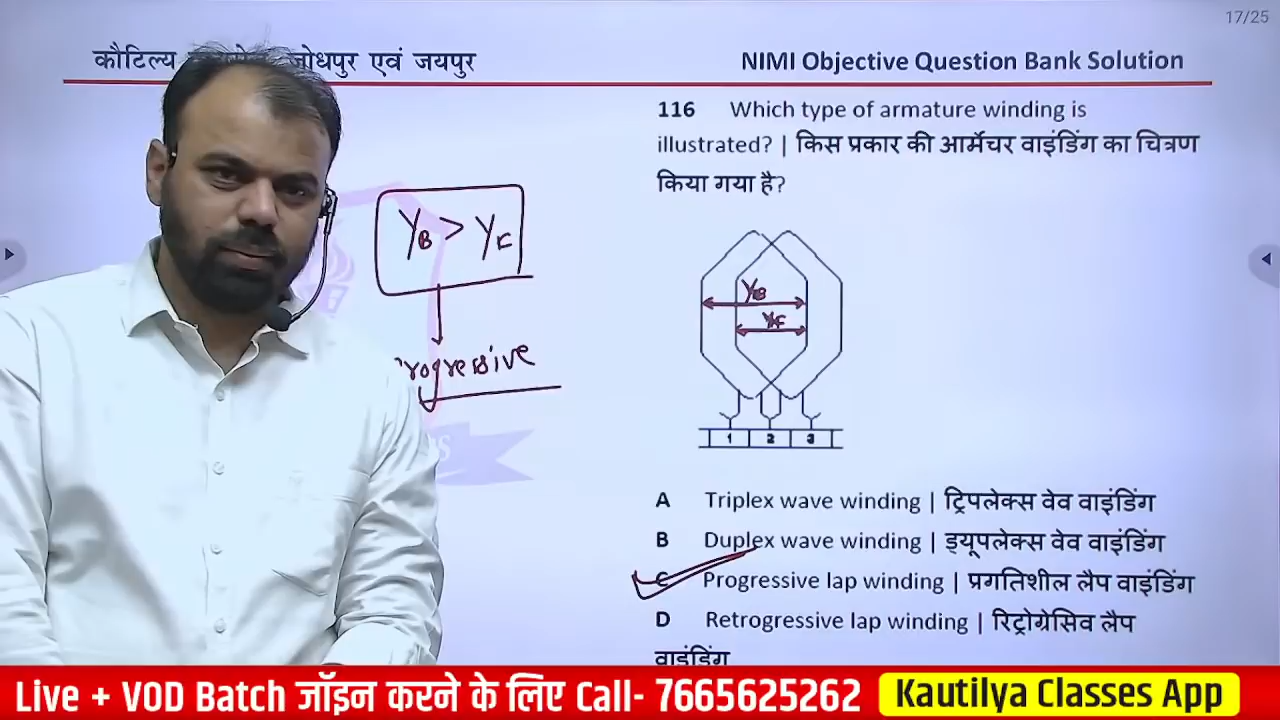 17/25
कौटिल्य जोधपुर एवं जयपुर
NIMI Objective Question Bank Solution
116 Which type of armature winding is
illustrated? | किस प्रकार की आर्मेचर वाइंडिंग का चित्रण
किया गया है?
YB > YF
Progressive
YB
YF
1 2 3
A Triplex wave winding | ट्रिपलेक्स वेव वाइंडिंग
B Duplex wave winding | ड्यूपलेक्स वेव वाइंडिंग
C Progressive lap winding | प्रगतिशील लैप वाइंडिंग
D Retrogressive lap winding | रिट्रोग्रेसिव लैप
वाइंडिंग
Live + VOD Batch जॉइन करने के लिए Call- 7665625262
Kautilya Classes App